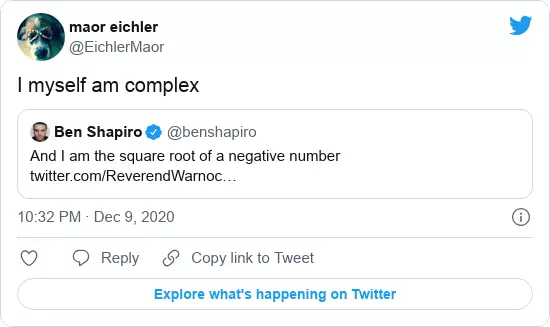 maor eichler
@EichlerMaor
I myself am complex
Ben Shapiro @benshapiro
And I am the square root of a negative number
twitter.com/ReverendWarnoc…
10:32 PM · Dec 9, 2020
Reply Copy link to Tweet
Explore what's happening on Twitter